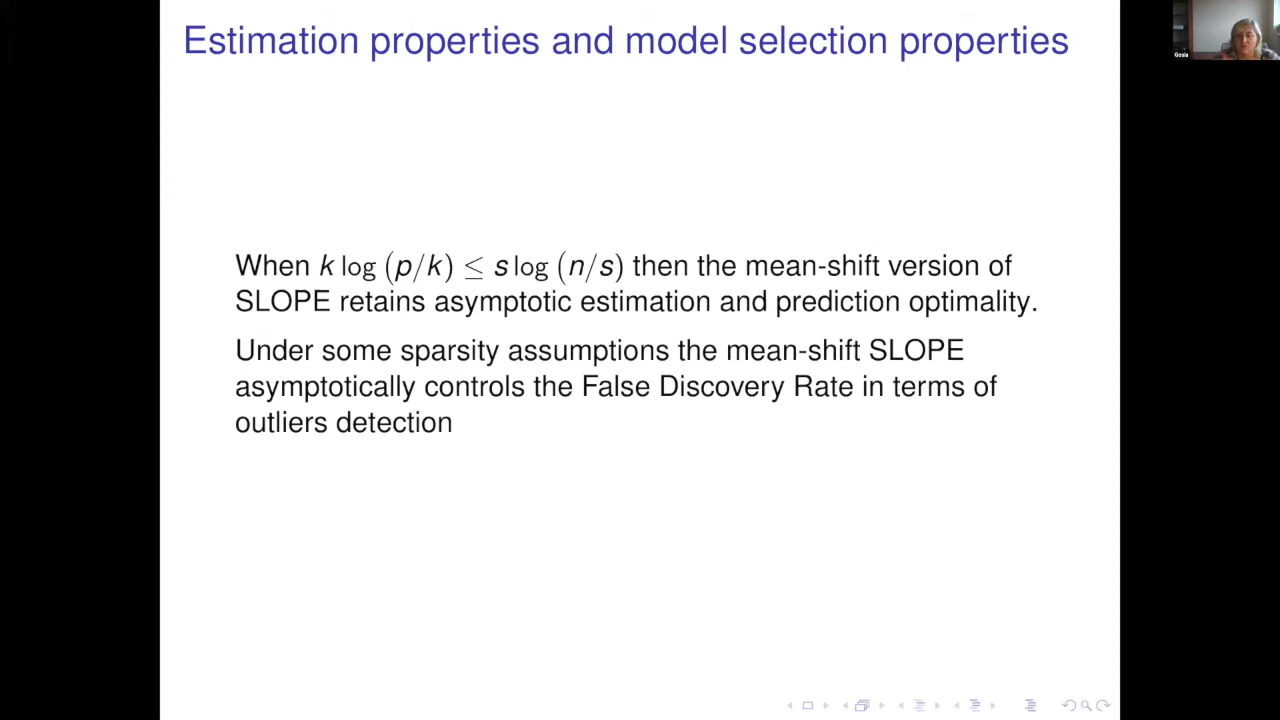 Estimation properties and model selection properties
Gosia
When k log (p/k) ≤ s log (n/s) then the mean-shift version of
SLOPE retains asymptotic estimation and prediction optimality.
Under some sparsity assumptions the mean-shift SLOPE
asymptotically controls the False Discovery Rate in terms of
outliers detection